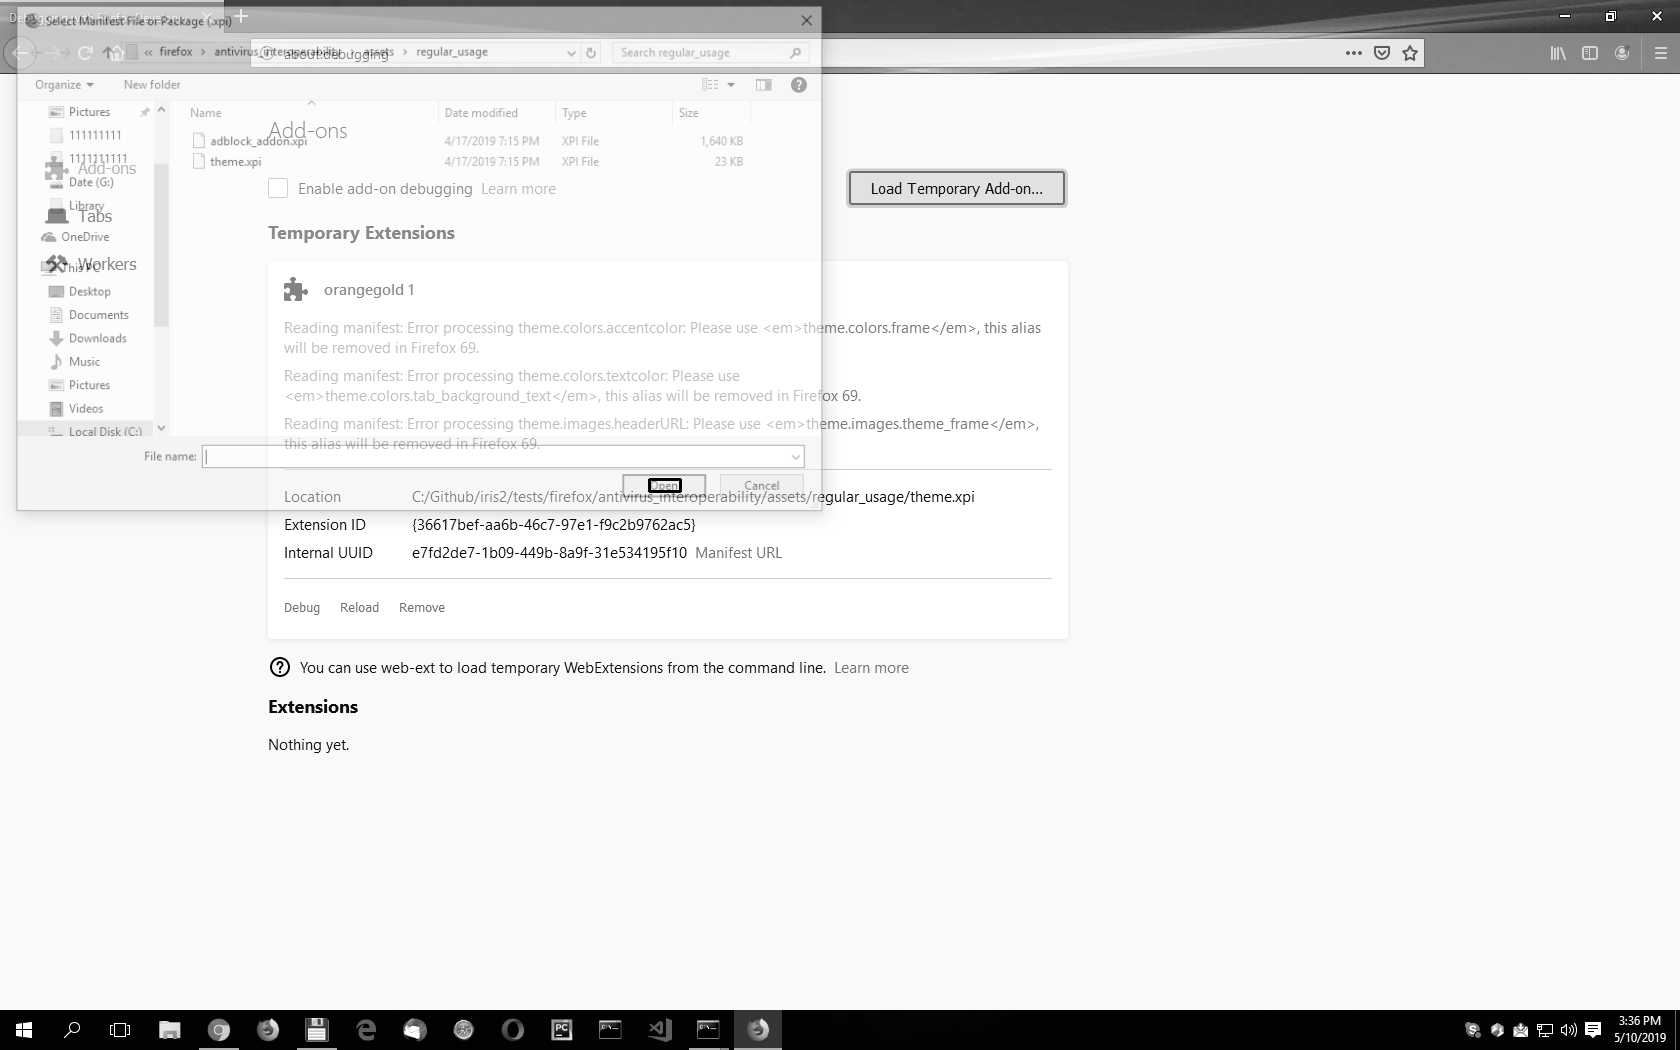 Select Manifest File or Package (.xpi)
« firefox > antivirus_interoperability > assets > regular_usage
Search regular_usage
about:debugging
Organize
New folder
Name
Date modified
Type
Size
adblock_addon.xpi 4/17/2019 7:15 PM XPI File 1,640 KB
theme.xpi 4/17/2019 7:15 PM XPI File 23 KB
Pictures
111111111
1111111111
Date (G:)
Library
OneDrive
This PC
Desktop
Documents
Downloads
Music
Pictures
Videos
Local Disk (C:)
File name:
Open
Cancel
Add-ons
Tabs
Workers
Add-ons
Enable add-on debugging Learn more
Load Temporary Add-on...
Temporary Extensions
orangegold 1
Reading manifest: Error processing theme.colors.accentcolor: Please use <em>theme.colors.frame</em>, this alias
will be removed in Firefox 69.
Reading manifest: Error processing theme.colors.textcolor: Please use
<em>theme.colors.tab_background_text</em>, this alias will be removed in Firefox 69.
Reading manifest: Error processing theme.images.headerURL: Please use <em>theme.images.theme_frame</em>,
this alias will be removed in Firefox 69.
Location C:/Github/iris2/tests/firefox/antivirus_interoperability/assets/regular_usage/theme.xpi
Extension ID {36617bef-aa6b-46c7-97e1-f9c2b9762ac5}
Internal UUID e7fd2de7-1b09-449b-8a9f-31e534195f10 Manifest URL
Debug Reload Remove
You can use web-ext to load temporary WebExtensions from the command line. Learn more
Extensions
Nothing yet.
PC
3:36 PM
5/10/2019